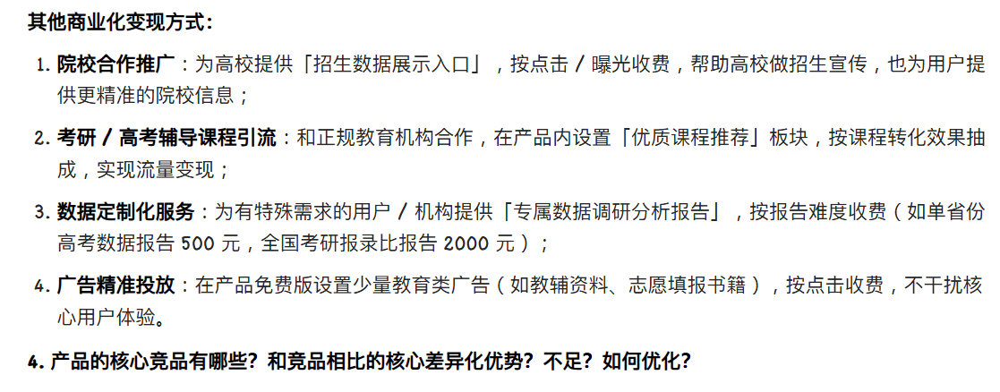 其他商业化变现方式：
1. 院校合作推广：为高校提供「招生数据展示入口」，按点击 / 曝光收费，帮助高校做招生宣传，也为用户提
供更精准的院校信息；
2. 考研 / 高考辅导课程引流：和正规教育机构合作，在产品内设置「优质课程推荐」板块，按课程转化效果抽
成，实现流量变现；
3. 数据定制化服务：为有特殊需求的用户 / 机构提供「专属数据调研分析报告」，按报告难度收费（如单省份
高考数据报告 500 元，全国考研报录比报告 2000 元）；
4. 广告精准投放：在产品免费版设置少量教育类广告（如教辅资料、志愿填报书籍），按点击收费，不干扰核
心用户体验。
4. 产品的核心竞品有哪些？和竞品相比的核心差异化优势？不足？如何优化？